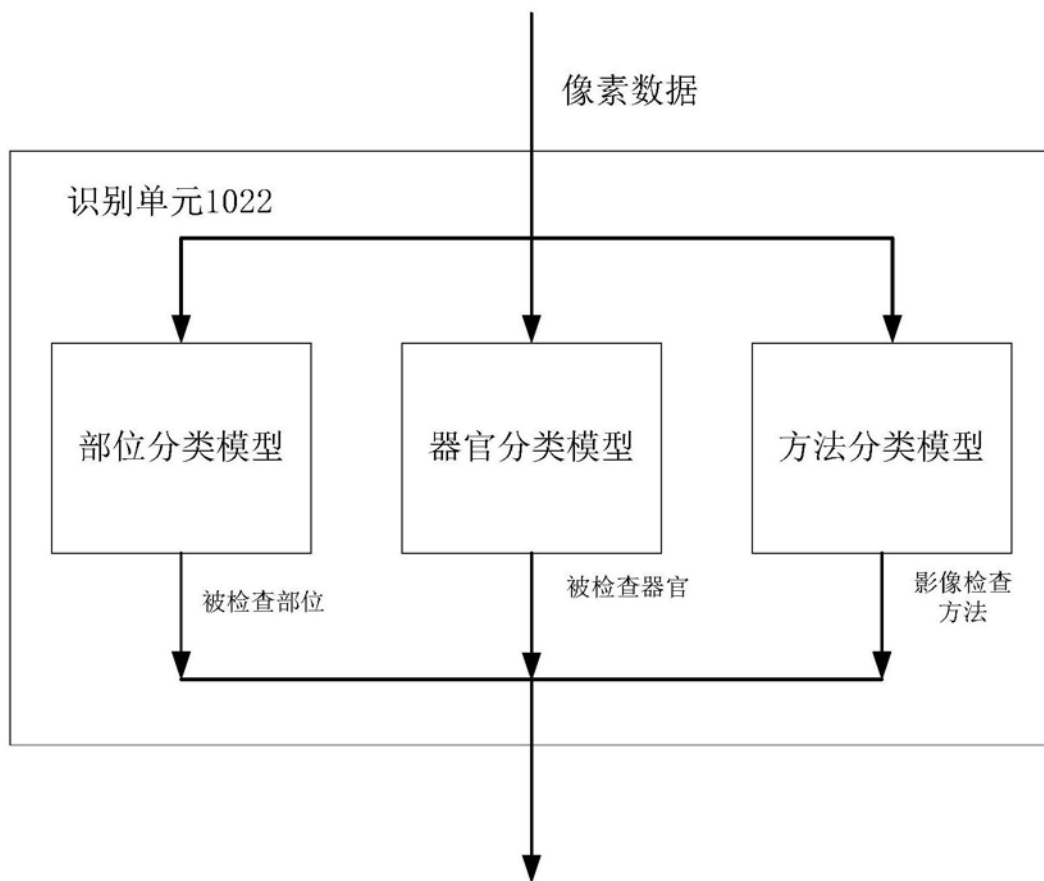 像素数据
识别单元1022
部位分类模型
器官分类模型
方法分类模型
被检查部位
被检查器官
影像检查
方法